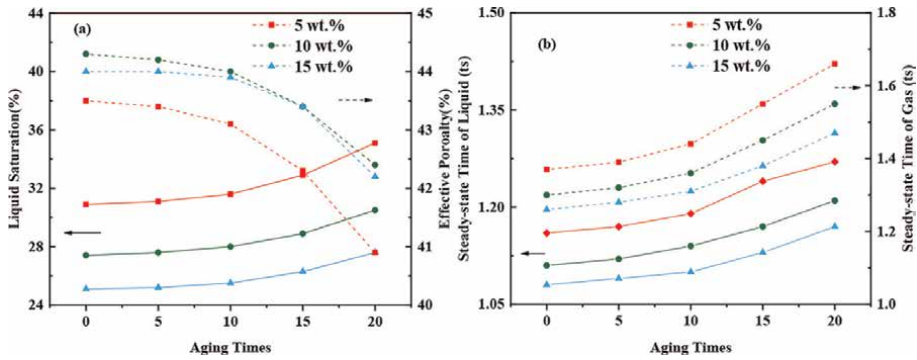 (a)
5 wt.%
10 wt.%
15 wt.%
Liquid Saturation(%)
44
40
36
32
28
24
Effective Poroalty(%)
45
44
43
42
41
40
0 5 10 15 20
Aging Times
(b)
5 wt.%
10 wt.%
15 wt.%
Steady-state Time of Liquid (ts)
1.50
1.35
1.20
1.05
Steady-state Time of Gas (ts)
1.8
1.6
1.4
1.2
1.0
0 5 10 15 20
Aging Times